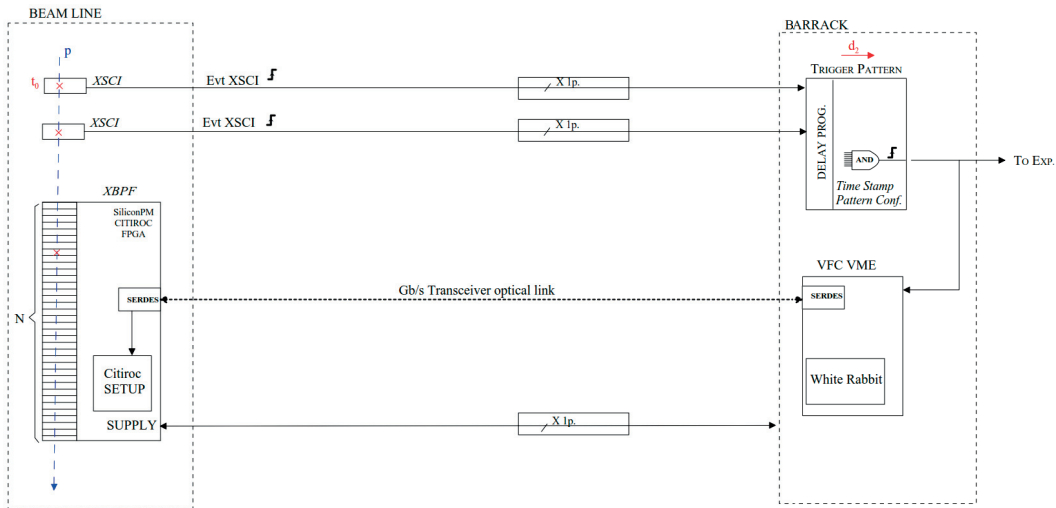 BEAM LINE
BARRACK
p
d2
t0
XSCI
Evt XSCI
X 1p.
TRIGGER PATTERN
XSCI
Evt XSCI
X 1p.
DELAY PROG.
AND
TO EXP.
Time Stamp
Pattern Conf.
XBPF
SiliconPM
CITIROC
FPGA
VFC VME
Gb/s Transceiver optical link
SERDES
SERDES
N
Citiroc
SETUP
White Rabbit
SUPPLY
X 1p.